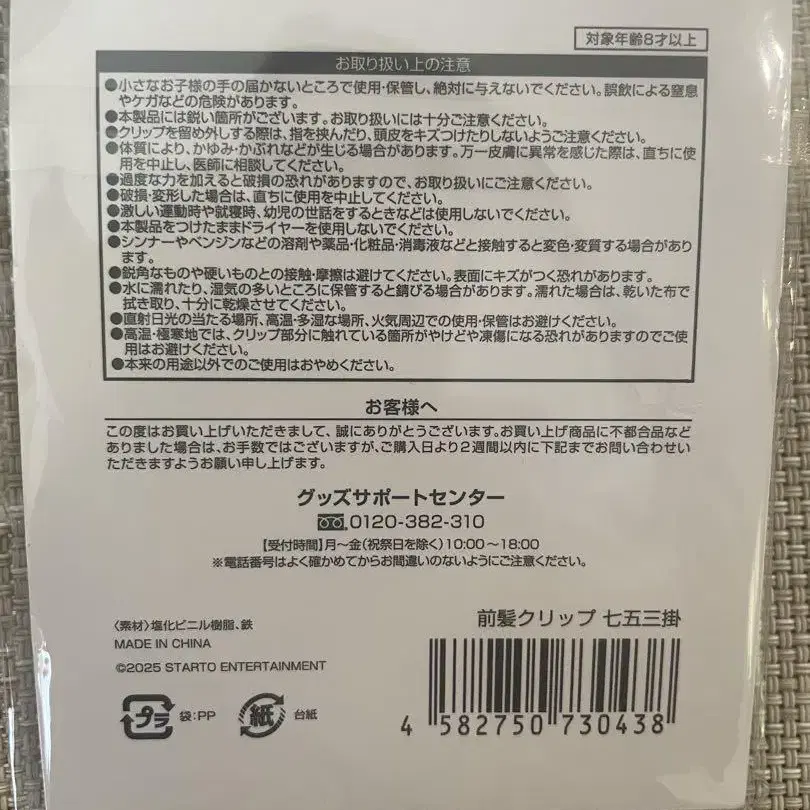 対象年齢8才以上
お取り扱い上の注意
●小さなお子様の手の届かないところで使用・保管し、絶対に与えないでください。誤飲による窒息
やケガなどの危険があります。
●本製品には鋭い箇所がございます。お取り扱いには十分ご注意ください。
●クリップを留め外しする際は、指を挟んだり、頭皮をキズつけたりしないようご注意ください。
●体質により、かゆみ・かぶれなどが生じる場合があります。万一皮膚に異常を感じた際は、直ちに使
用を中止し、医師に相談してください。
●過度な力を加えると破損の恐れがありますので、お取り扱いにご注意ください。
●破損・変形した場合は、直ちに使用を中止してください。
●激しい運動時や就寝時、幼児の世話をするときなどは使用しないでください。
●本製品をつけたままドライヤーを使用しないでください。
●シンナーやベンジンなどの溶剤や薬品・化粧品・消毒液などと接触すると変色・変質する場合があり
ます。
●鋭角なものや硬いものとの接触・摩擦は避けてください。表面にキズがつく恐れがあります。
●水に濡れたり、湿気の多いところに保管すると錆びる場合があります。濡れた場合は、乾いた布で
拭き取り、十分に乾燥させてください。
●直射日光の当たる場所、高温・多湿な場所、火気周辺での使用・保管はお避けください。
●高温・極寒地では、クリップ部分に触れている箇所がやけどや凍傷になる恐れがありますのでご使
用はお避けください。
●本来の用途以外でのご使用はおやめください。
お客様へ
この度はお買い上げいただきまして、誠にありがとうございます。お買い上げ商品に不都合品など
ありました場合は、お手数ではございますが、ご購入日より2週間以内に下記までお問い合わせい
ただきますようお願い申し上げます。
グッズサポートセンター
0120-382-310
【受付時間】月〜金(祝祭日を除く)10:00〜18:00
※電話番号はよく確かめてからお間違いのないようにご注意ください。
〈素材〉塩化ビニル樹脂、鉄
MADE IN CHINA
©2025 STARTO ENTERTAINMENT
プラ 袋:PP 紙 台紙
前髪クリップ 七五三掛
4 582750 730438